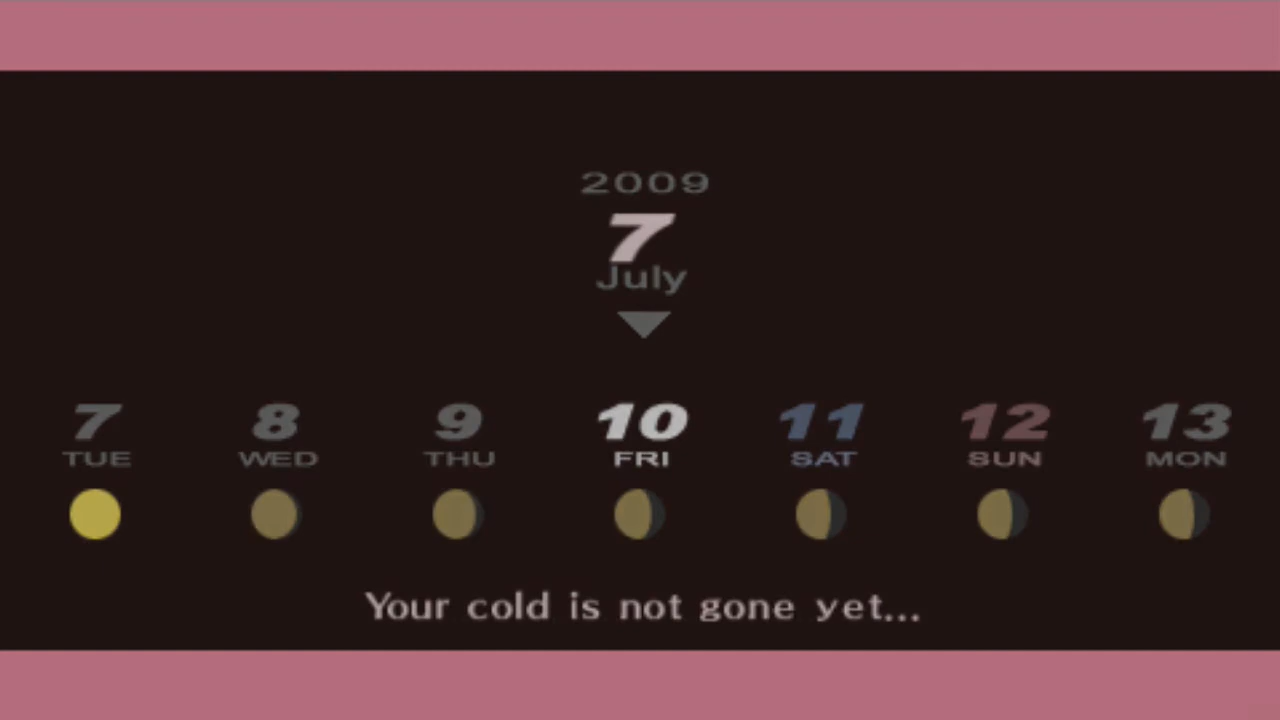 2009
7
July
7 8 9 10 11 12 13
TUE WED THU FRI SAT SUN MON
Your cold is not gone yet...